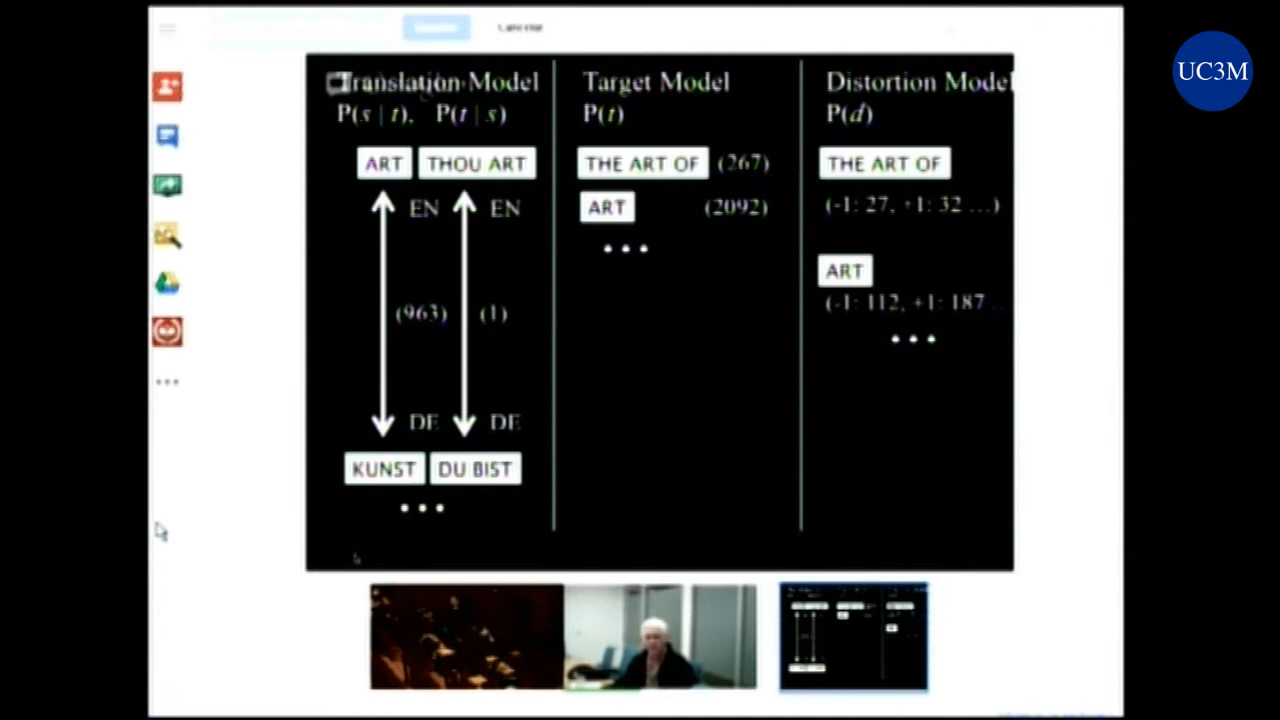 UC3M
Translation Model
P(s | t), P(t | s)
ART THOU ART
EN EN
(963) (1)
DE DE
KUNST DU BIST
...
Target Model
P(t)
THE ART OF (267)
ART (2092)
...
Distortion Model
P(d)
THE ART OF
(-1: 27, +1: 32 ...)
ART
(-1: 112, +1: 187 ..
...